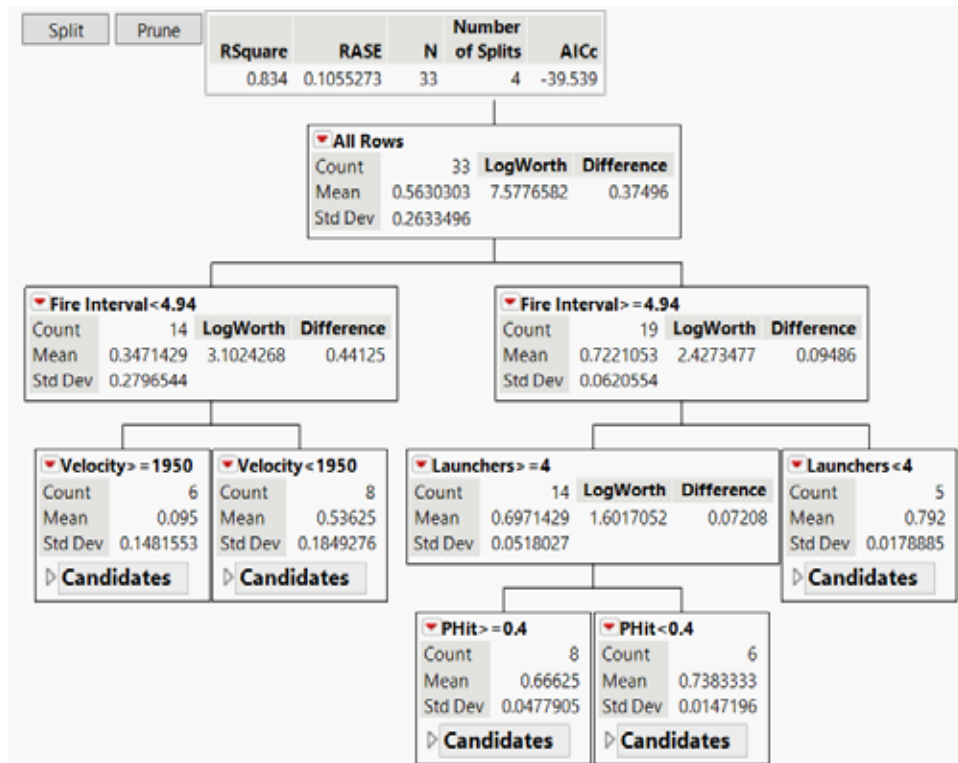 Split Prune
RSquare RASE N Number of Splits AICc
0.834 0.1055273 33 4 -39.539
All Rows
Count 33 LogWorth Difference
Mean 0.5630303 7.5776582 0.37496
Std Dev 0.2633496
Fire Interval<4.94
Count 14 LogWorth Difference
Mean 0.3471429 3.1024268 0.44125
Std Dev 0.2796544
Fire Interval>=4.94
Count 19 LogWorth Difference
Mean 0.7221053 2.4273477 0.09486
Std Dev 0.0620554
Velocity>=1950
Count 6
Mean 0.095
Std Dev 0.1481553
Candidates
Velocity<1950
Count 8
Mean 0.53625
Std Dev 0.1849276
Candidates
Launchers>=4
Count 14 LogWorth Difference
Mean 0.6971429 1.6017052 0.07208
Std Dev 0.0518027
Launchers<4
Count 5
Mean 0.792
Std Dev 0.0178885
Candidates
PHit>=0.4
Count 8
Mean 0.66625
Std Dev 0.0477905
Candidates
PHit<0.4
Count 6
Mean 0.7383333
Std Dev 0.0147196
Candidates